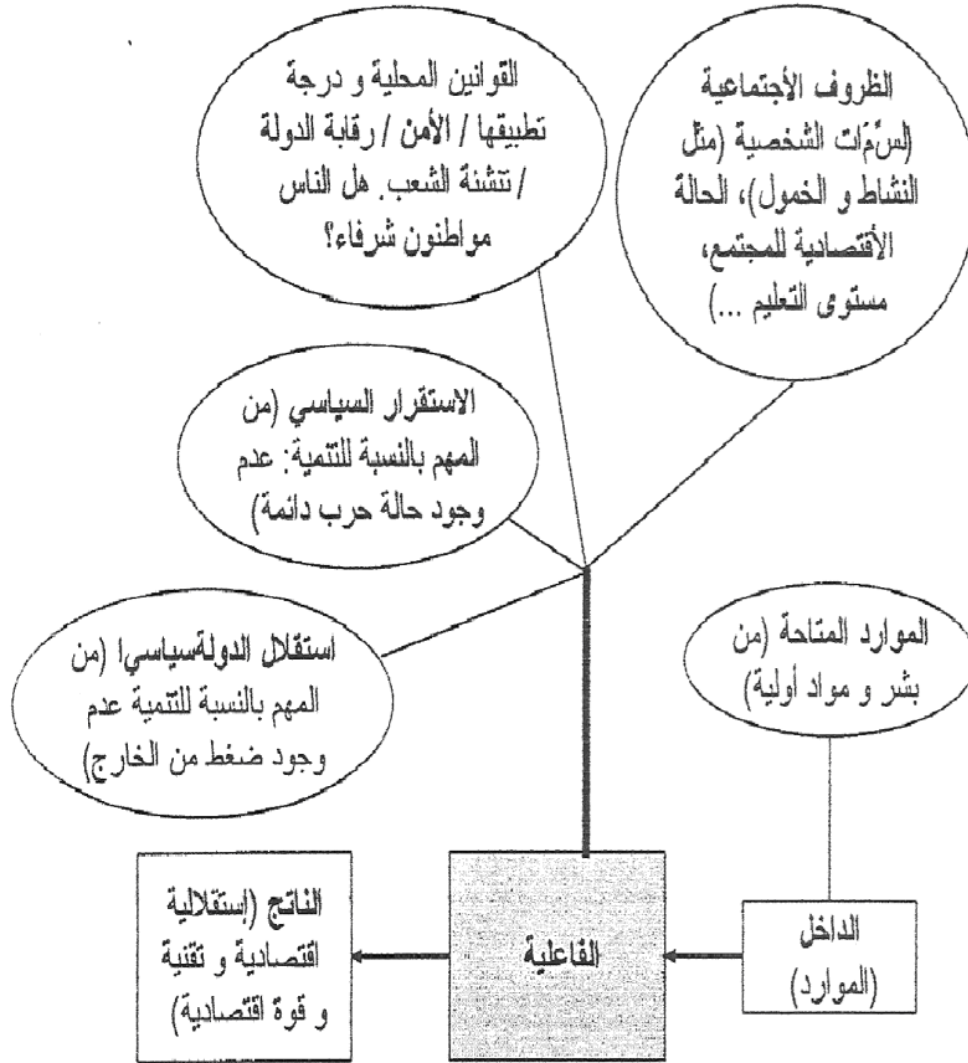 الظروف الأجتماعية
(لسّمَات الشخصية (مثل
النشاط و الخمول)، الحالة
الأقتصادية للمجتمع،
مستوى التعليم ...)
القوانين المحلية و درجة
تطبيقها / الأمن / رقابة الدولة
/ تنشئة الشعب. هل الناس
مواطنون شرفاء؟
الاستقرار السياسي (من
المهم بالنسبة للتنمية: عدم
وجود حالة حرب دائمة)
استقلال الدولةسياسيا (من
المهم بالنسبة للتنمية عدم
وجود ضغط من الخارج)
الموارد المتاحة (من
بشر و مواد أولية)
الداخل
(الموارد)
الفاعلية
الناتج (إستقلالية
اقتصادية و تقنية
و قوة اقتصادية)